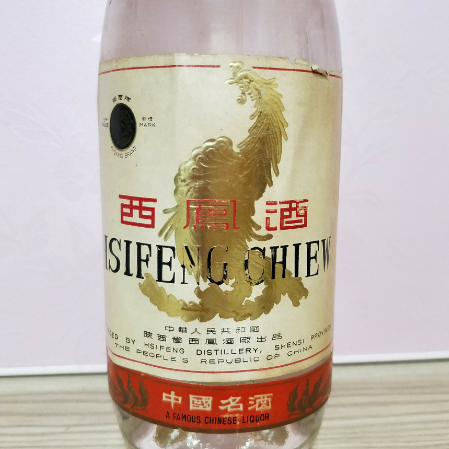 MARK
西鳳酒
HSIFENG CHIEW
中華人民共和國
陝西省西鳳酒廠出品
BY HSIFENG DISTILLERY, SHENSI PROVINCE
THE PEOPLE'S REPUBLIC OF CHINA
中國名酒
A FAMOUS CHINESE LIQUOR